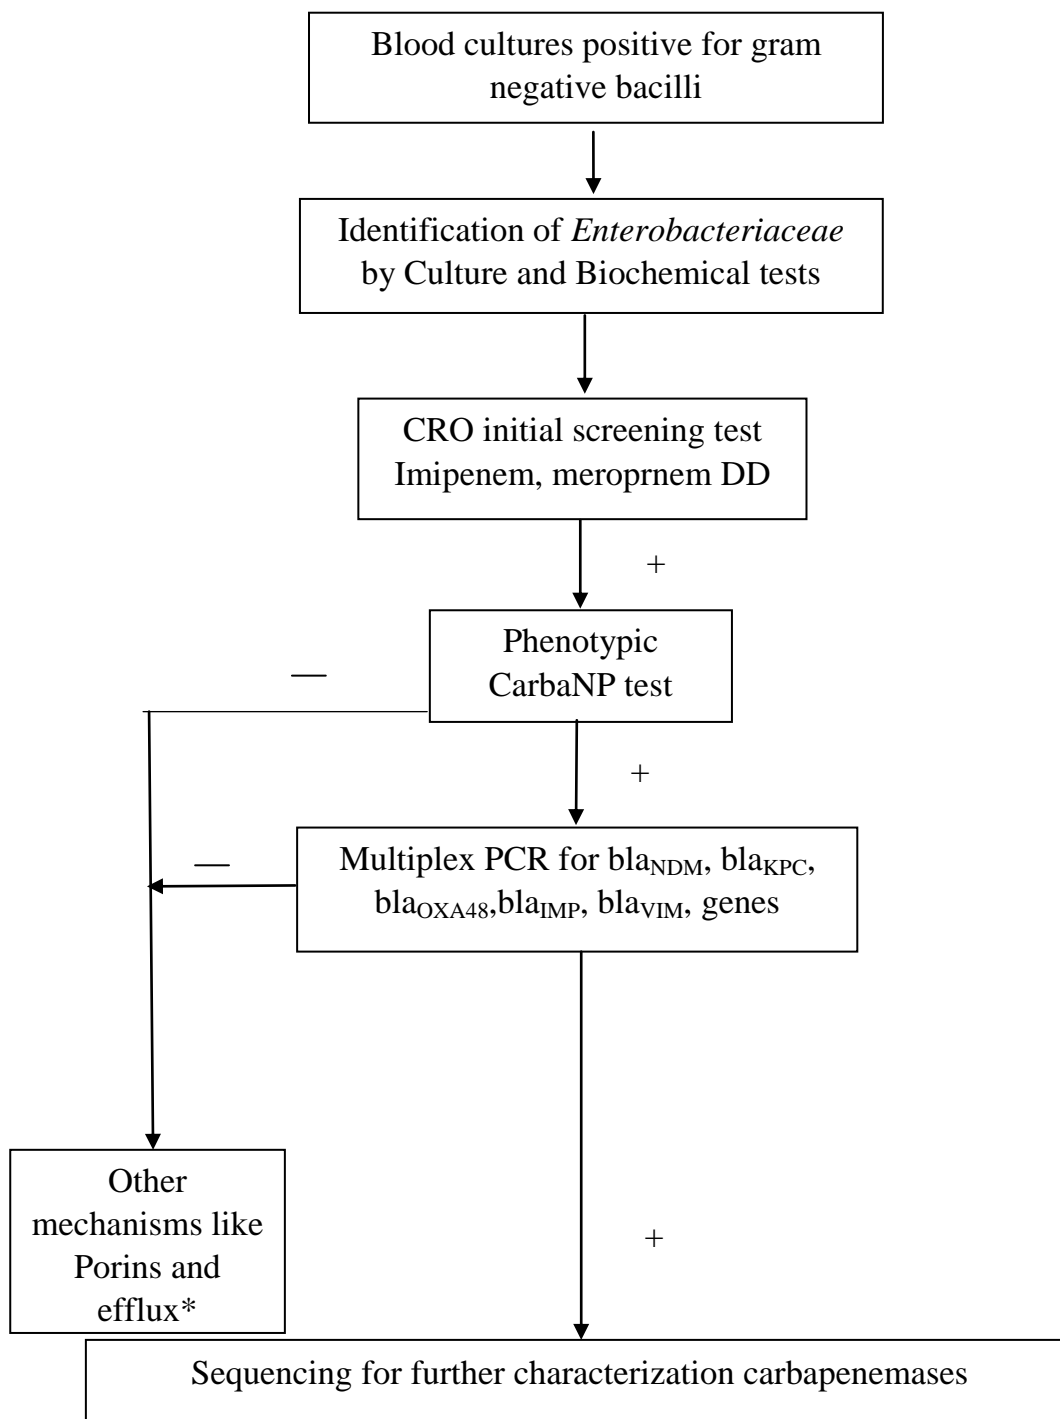 Blood cultures positive for gram
negative bacilli
Identification of Enterobacteriaceae
by Culture and Biochemical tests
CRO initial screening test
Imipenem, meroprnem DD
+
Phenotypic
CarbaNP test
—
+
Multiplex PCR for blaNDM, blaKPC,
blaOXA48,blaIMP, blaVIM, genes
—
Other
mechanisms like
Porins and
efflux*
+
Sequencing for further characterization carbapenemases